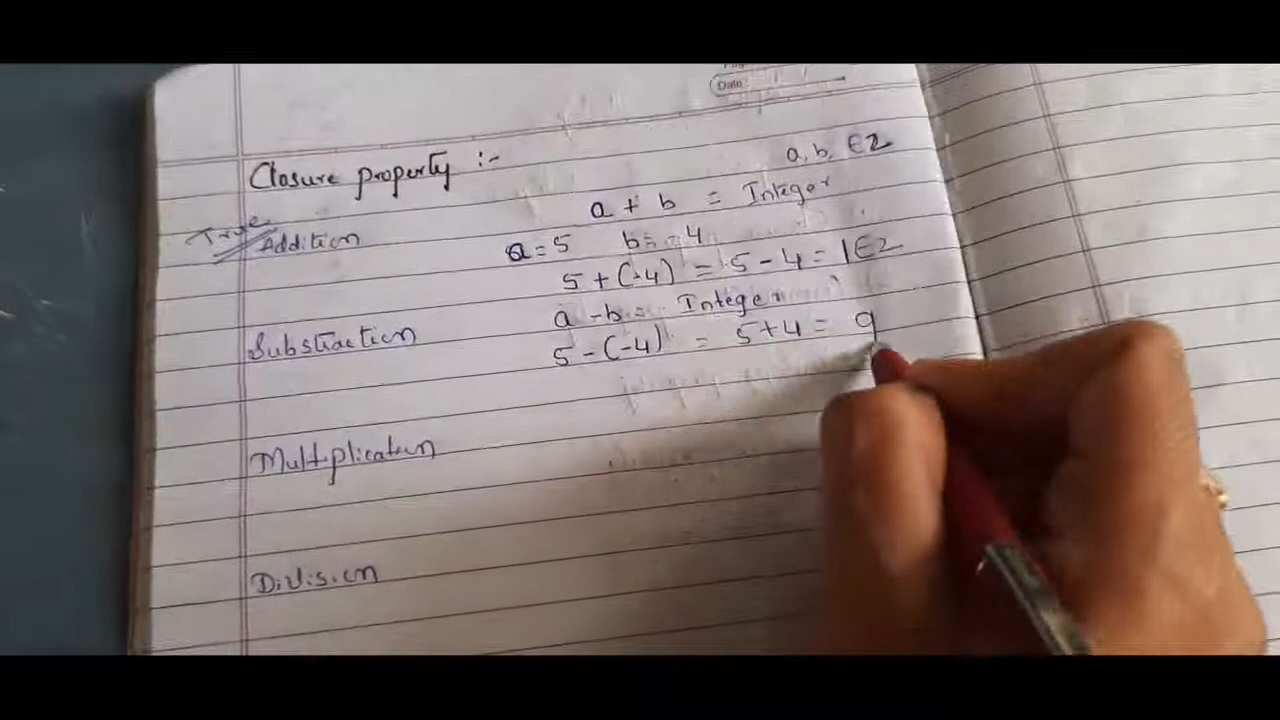 Date
Closure property :-
a, b, ∈ Z
True
Addition
a + b = Integer
a = 5 b = -4
5 + (-4) = 5 - 4 = 1 ∈ Z
Substraction
a - b = Integer
5 - (-4) = 5 + 4 = 9
Multiplication
Division